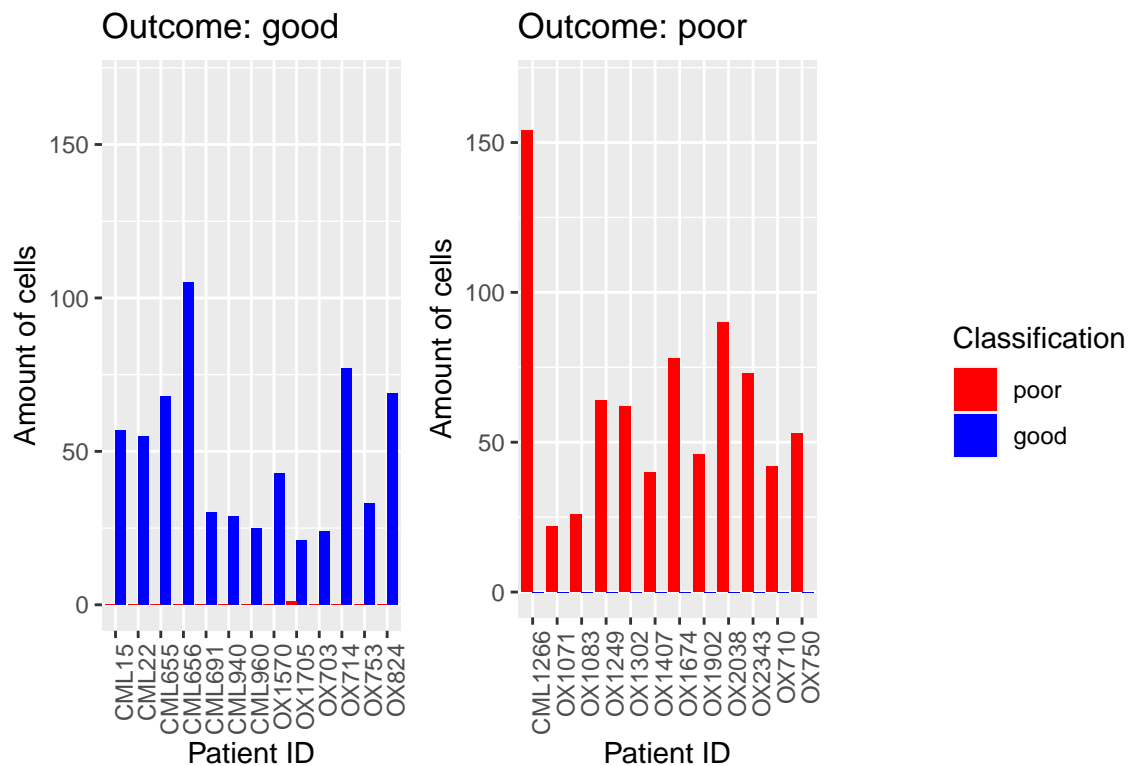 Outcome: good
Outcome: poor
Amount of cells
150
100
50
0
CML15
CML22
CML655
CML656
CML691
CML940
CML960
OX1570
OX1705
OX703
OX714
OX753
OX824
Patient ID
Amount of cells
150
100
50
0
CML1266
OX1071
OX1083
OX1249
OX1302
OX1407
OX1674
OX1902
OX2038
OX2343
OX710
OX750
Patient ID
Classification
poor
good